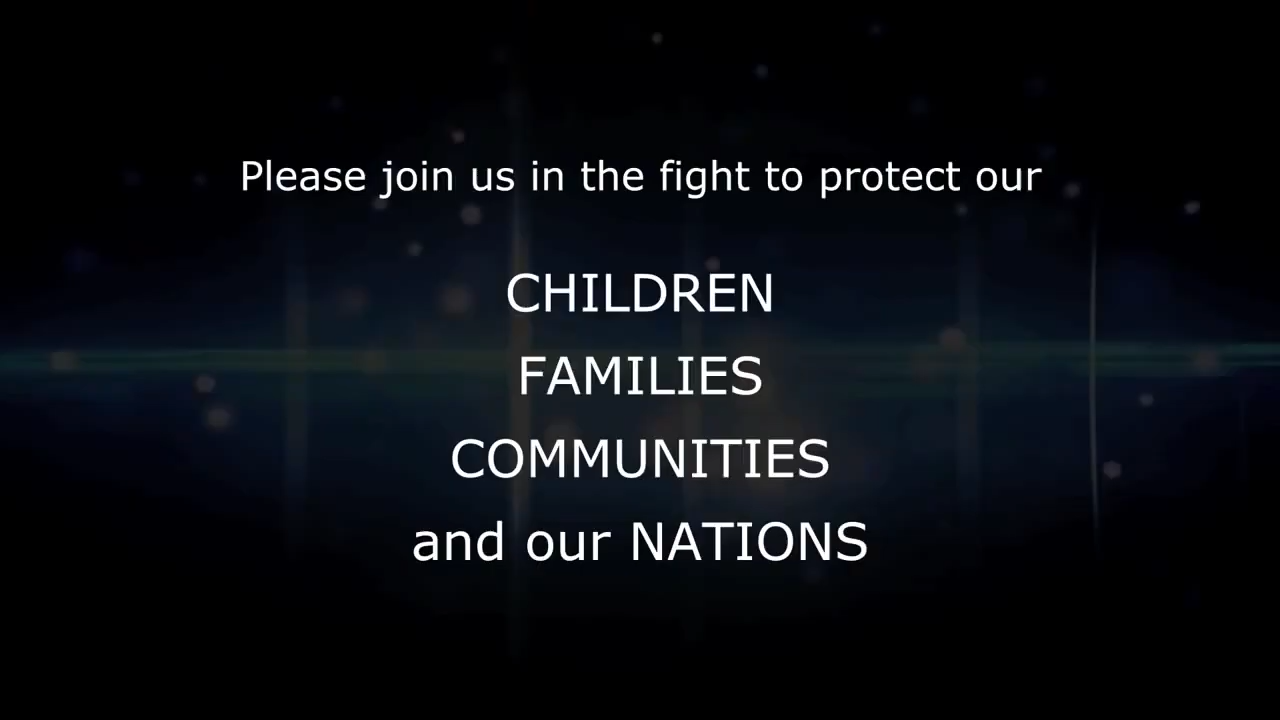 Please join us in the fight to protect our
CHILDREN
FAMILIES
COMMUNITIES
and our NATIONS